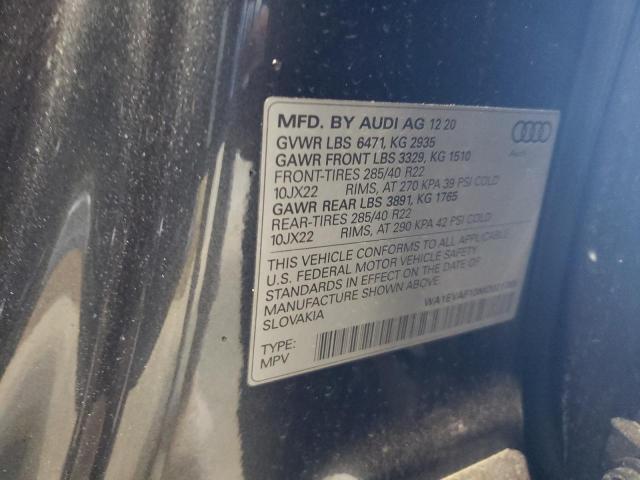 MFD. BY AUDI AG 12 20
GVWR LBS 6471, KG 2935
GAWR FRONT LBS 3329, KG 1510
FRONT-TIRES 285/40 R22
10JX22 RIMS, AT 270 KPA 39 PSI COLD
GAWR REAR LBS 3891, KG 1765
REAR-TIRES 285/40 R22
10JX22 RIMS, AT 290 KPA 42 PSI COLD
THIS VEHICLE CONFORMS TO ALL APPLICABLE
U.S. FEDERAL MOTOR VEHICLE SAFETY
STANDARDS IN EFFECT ON THE DATE OF
MANUFACTURE SHOWN ABOVE.
SLOVAKIA
TYPE:
MPV
Audi